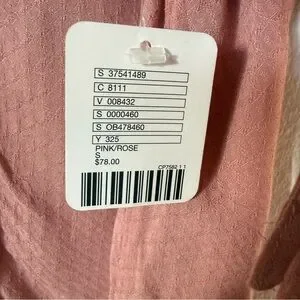 S 37541489
C 8111
V 008432
S 0000460
S OB478460
Y 325
PINK/ROSE
S
$78.00
CP7582 1 1